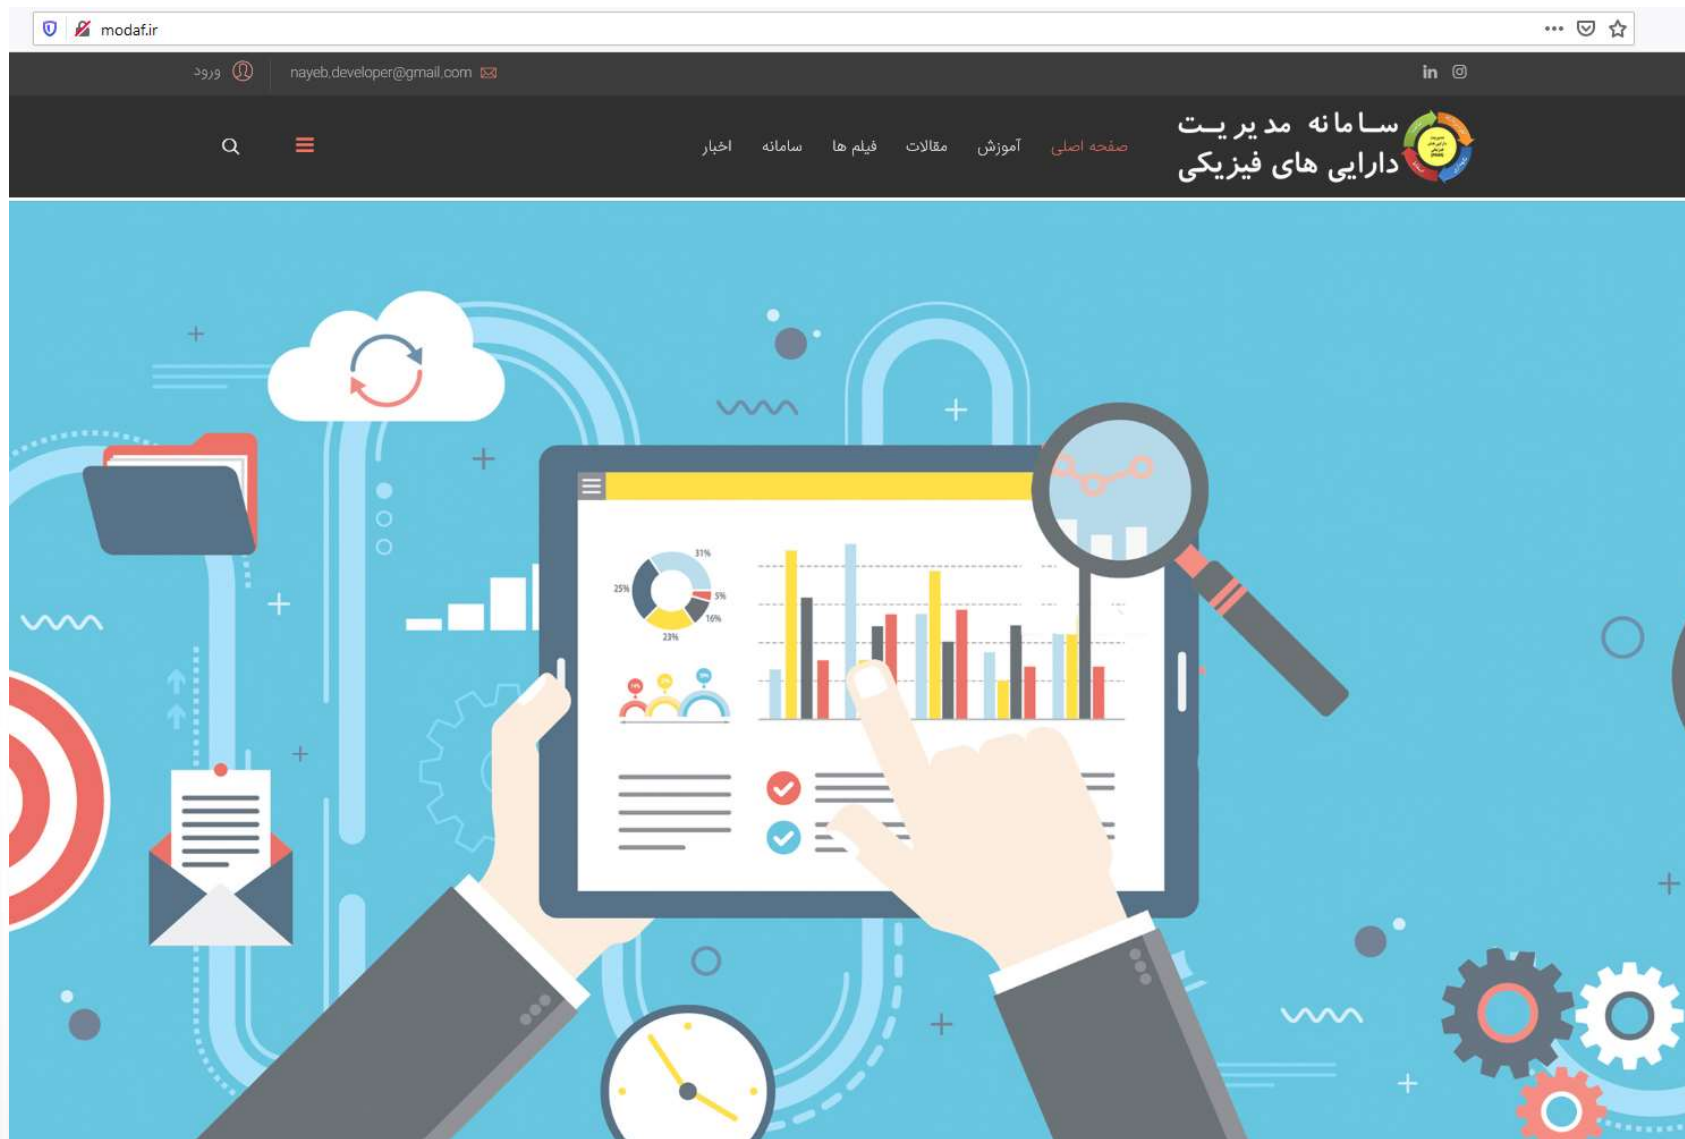 modaf.ir
nayeb.developer@gmail.com
ورود
سامانه مدیریت
دارایی های فیزیکی
صفحه اصلی
آموزش
مقالات
فیلم ها
سامانه
اخبار
31%
25%
5%
16%
23%